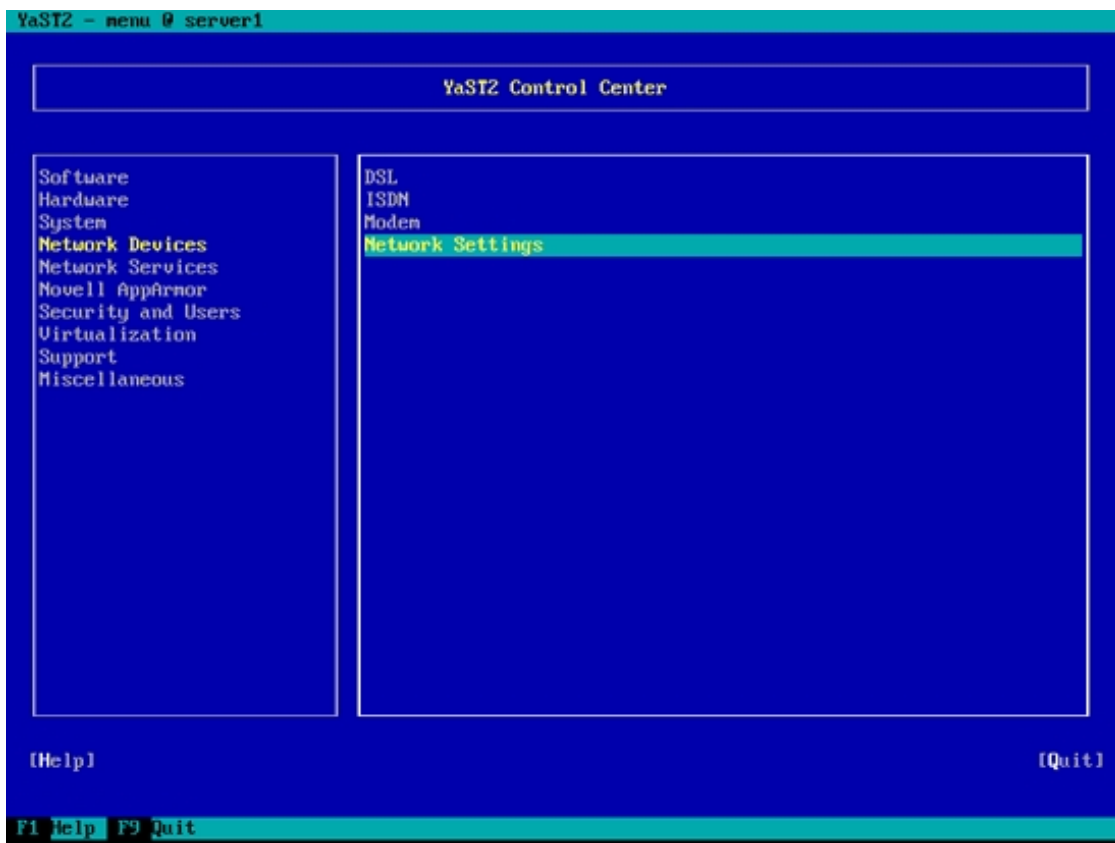 YaST2 - menu @ server1
YaST2 Control Center
Software
Hardware
System
Network Devices
Network Services
Novell AppArmor
Security and Users
Virtualization
Support
Miscellaneous
DSL
ISDN
Modem
Network Settings
[Help]
[Quit]
F1 Help F9 Quit